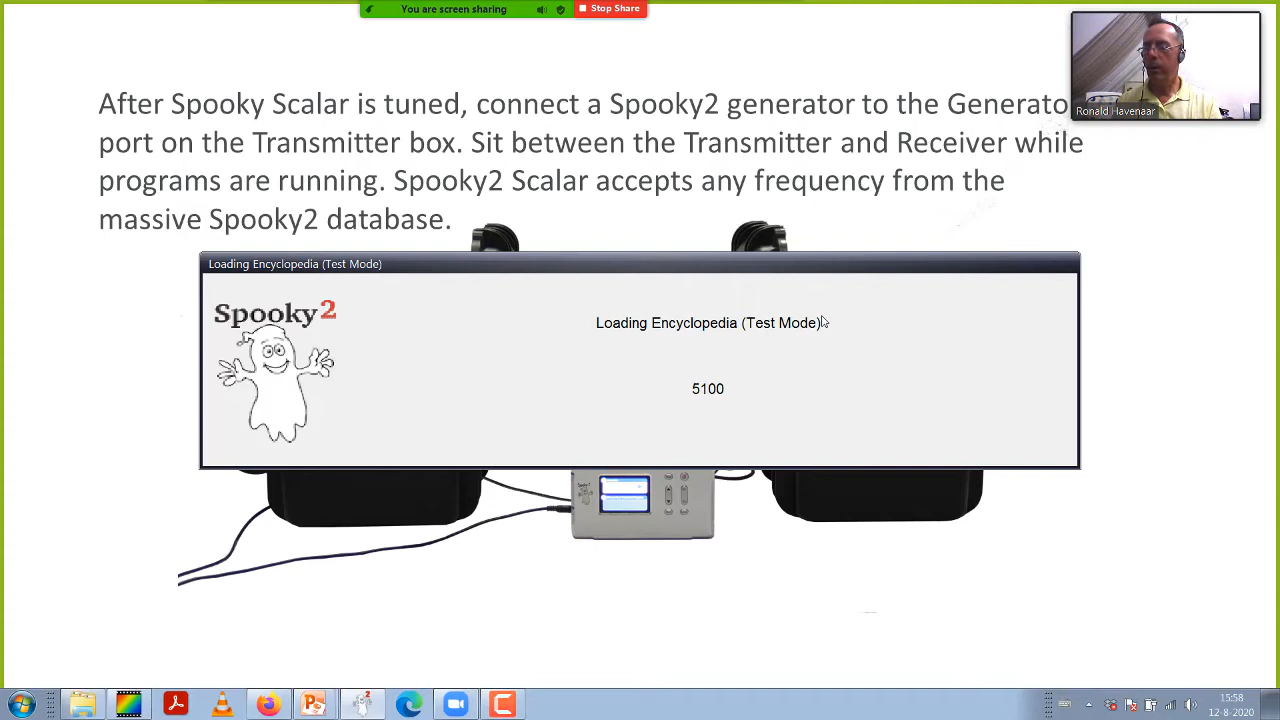 You are screen sharing
Stop Share
Ronald Havenaar
After Spooky Scalar is tuned, connect a Spooky2 generator to the Generato
port on the Transmitter box. Sit between the Transmitter and Receiver while
programs are running. Spooky2 Scalar accepts any frequency from the
massive Spooky2 database.
Loading Encyclopedia (Test Mode)
Spooky2
Loading Encyclopedia (Test Mode)
5100
15:58
12-8-2020